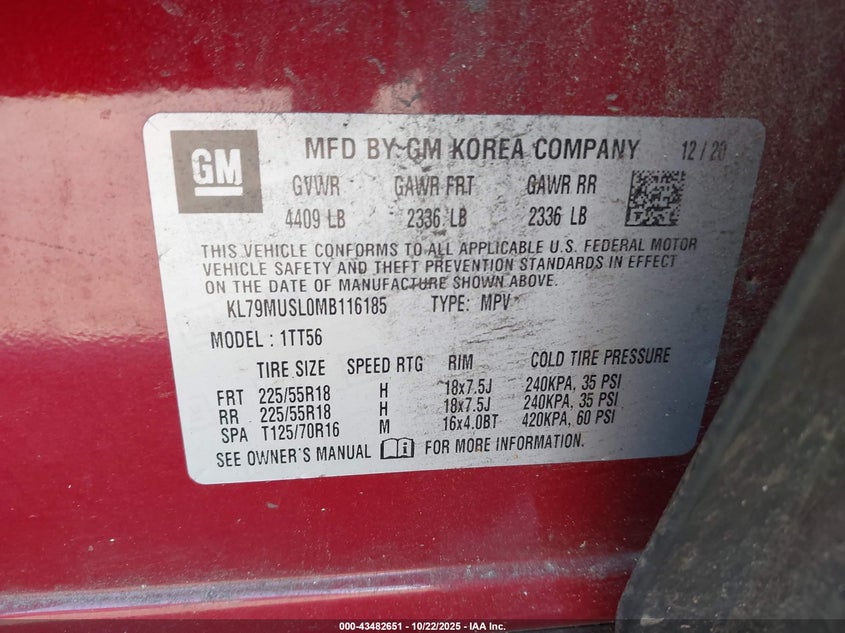 GM MFD BY GM KOREA COMPANY 12 / 20
GVWR GAWR FRT GAWR RR
4409 LB 2336 LB 2336 LB
THIS VEHICLE CONFORMS TO ALL APPLICABLE U.S. FEDERAL MOTOR
VEHICLE SAFETY AND THEFT PREVENTION STANDARDS IN EFFECT
ON THE DATE OF MANUFACTURE SHOWN ABOVE.
KL79MUSL0MB116185 TYPE: MPV
MODEL : 1TT56
TIRE SIZE SPEED RTG RIM COLD TIRE PRESSURE
FRT 225/55R18 H 18x7.5J 240KPA, 35 PSI
RR 225/55R18 H 18x7.5J 240KPA, 35 PSI
SPA T125/70R16 M 16x4.0BT 420KPA, 60 PSI
SEE OWNER'S MANUAL FOR MORE INFORMATION.
000-43482651 - 10/22/2025 - IAA Inc.